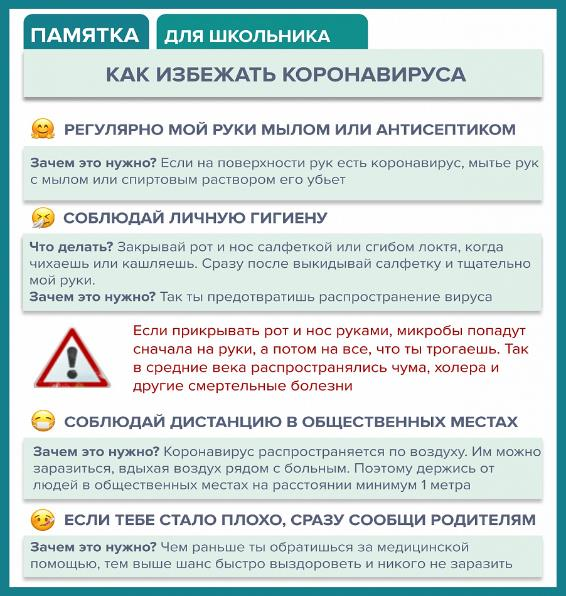 ПАМЯТКА ДЛЯ ШКОЛЬНИКА
КАК ИЗБЕЖАТЬ КОРОНАВИРУСА
РЕГУЛЯРНО МОЙ РУКИ МЫЛОМ ИЛИ АНТИСЕПТИКОМ
Зачем это нужно? Если на поверхности рук есть коронавирус, мытье рук
с мылом или спиртовым раствором его убьет
СОБЛЮДАЙ ЛИЧНУЮ ГИГИЕНУ
Что делать? Закрывай рот и нос салфеткой или сгибом локтя, когда
чихаешь или кашляешь. Сразу после выкидывай салфетку и тщательно
мой руки.
Зачем это нужно? Так ты предотвратишь распространение вируса
Если прикрывать рот и нос руками, микробы попадут
сначала на руки, а потом на все, что ты трогаешь. Так
в средние века распространялись чума, холера и
другие смертельные болезни
СОБЛЮДАЙ ДИСТАНЦИЮ В ОБЩЕСТВЕННЫХ МЕСТАХ
Зачем это нужно? Коронавирус распространяется по воздуху. Им можно
заразиться, вдыхая воздух рядом с больным. Поэтому держись от
людей в общественных местах на расстоянии минимум 1 метра
ЕСЛИ ТЕБЕ СТАЛО ПЛОХО, СРАЗУ СООБЩИ РОДИТЕЛЯМ
Зачем это нужно? Чем раньше ты обратишься за медицинской
помощью, тем выше шанс быстро выздороветь и никого не заразить